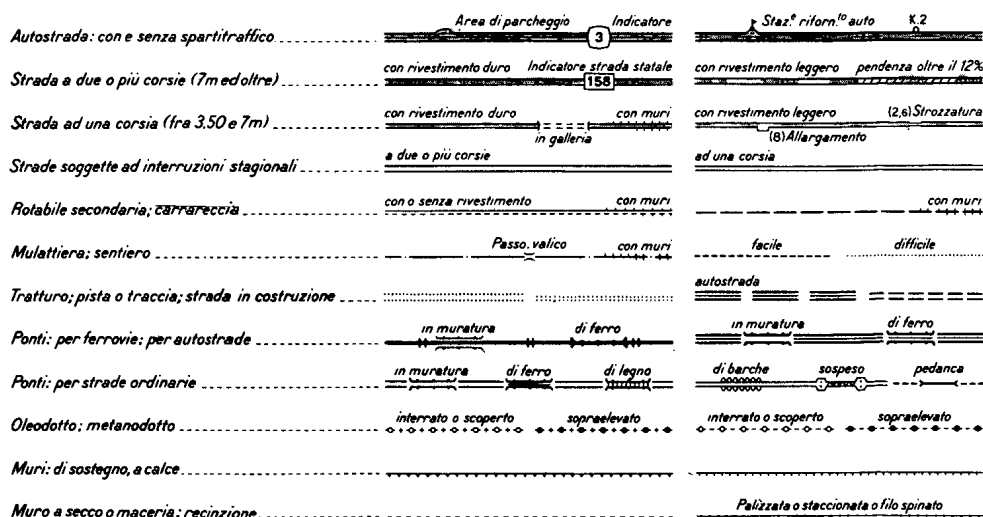 Area di parcheggio Indicatore Staz.e riforn.to auto K.2
Autostrada: con e senza spartitraffico 3
con rivestimento duro Indicatore strada statale con rivestimento leggero pendenza oltre il 12%
Strada a due o più corsie (7m ed oltre) 158
con rivestimento duro con muri con rivestimento leggero (2,6) Strozzatura
Strada ad una corsia (fra 3,50 e 7m)
in galleria (8) Allargamento
a due o più corsie ad una corsia
Strade soggette ad interruzioni stagionali
con o senza rivestimento con muri con muri
Rotabile secondaria; carrareccia
Passo. valico con muri facile difficile
Mulattiera; sentiero
autostrada
Tratturo; pista o traccia; strada in costruzione
in muratura di ferro in muratura di ferro
Ponti: per ferrovie; per autostrade
in muratura di ferro di legno di barche sospeso pedanca
Ponti: per strade ordinarie
interrato o scoperto sopraelevato interrato o scoperto sopraelevato
Oleodotto; metanodotto
Muri: di sostegno, a calce
Palizzata o staccionata o filo spinato
Muro a secco o maceria; recinzione